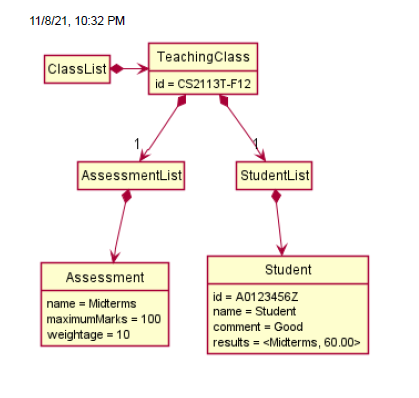 11/8/21, 10:32 PM
ClassList
TeachingClass
id = CS2113T-F12
1
1
AssessmentList
StudentList
Assessment
name = Midterms
maximumMarks = 100
weightage = 10
Student
id = A0123456Z
name = Student
comment = Good
results = <Midterms, 60.00>